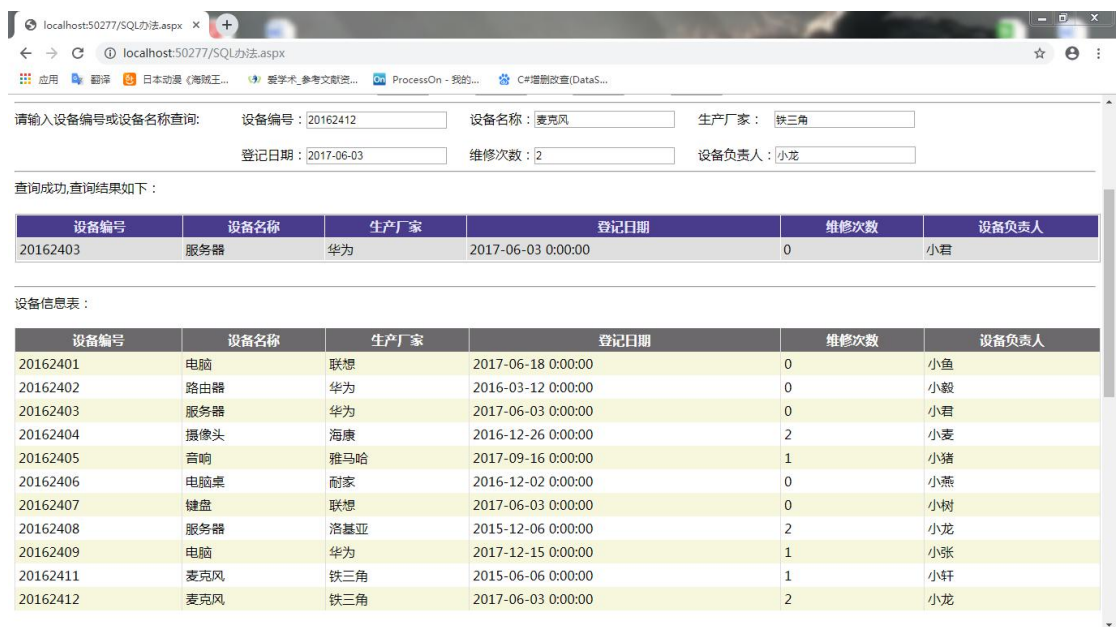 localhost:50277/SQL办法.aspx
localhost:50277/SQL办法.aspx
应用 翻译 日本动漫《海贼王... 爱学术_参考文献资... ProcessOn - 我的... C#增删改查(DataS...
请输入设备编号或设备名称查询: 设备编号：20162412 设备名称：麦克风 生产厂家： 铁三角
登记日期：2017-06-03 维修次数：2 设备负责人：小龙
查询成功,查询结果如下：
设备编号 设备名称 生产厂家 登记日期 维修次数 设备负责人
20162403 服务器 华为 2017-06-03 0:00:00 0 小君
设备信息表：
设备编号 设备名称 生产厂家 登记日期 维修次数 设备负责人
20162401 电脑 联想 2017-06-18 0:00:00 0 小鱼
20162402 路由器 华为 2016-03-12 0:00:00 0 小毅
20162403 服务器 华为 2017-06-03 0:00:00 0 小君
20162404 摄像头 海康 2016-12-26 0:00:00 2 小麦
20162405 音响 雅马哈 2017-09-16 0:00:00 1 小猪
20162406 电脑桌 耐家 2016-12-02 0:00:00 0 小燕
20162407 键盘 联想 2017-06-03 0:00:00 0 小树
20162408 服务器 洛基亚 2015-12-06 0:00:00 2 小龙
20162409 电脑 华为 2017-12-15 0:00:00 1 小张
20162411 麦克风 铁三角 2015-06-06 0:00:00 1 小轩
20162412 麦克风 铁三角 2017-06-03 0:00:00 2 小龙